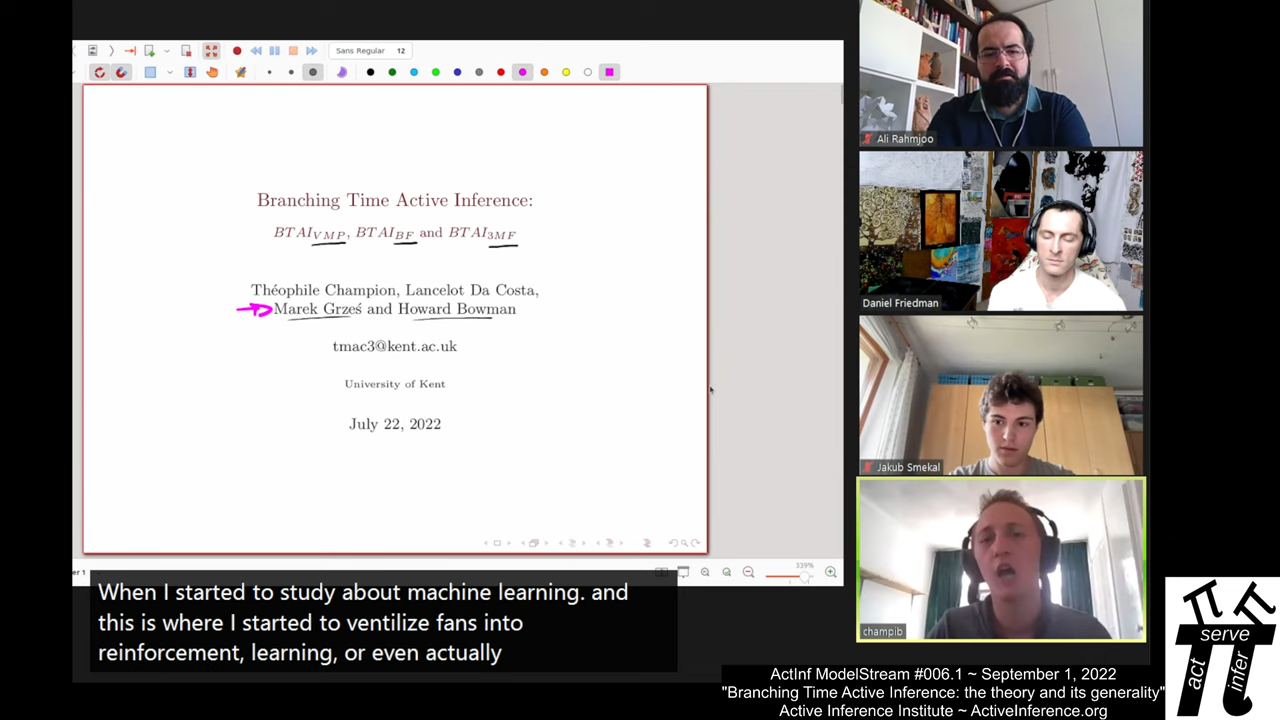 Sans Regular 12
Branching Time Active Inference:
BTAI_VMP, BTAI_BF and BTAI_3MF
Théophile Champion, Lancelot Da Costa,
Marek Grześ and Howard Bowman
tmac3@kent.ac.uk
University of Kent
July 22, 2022
339%
er 1
When I started to study about machine learning. and
this is where I started to ventilize fans into
reinforcement, learning, or even actually
Ali Rahmjoo
Daniel Friedman
Jakub Smekal
champib
ActInf ModelStream #006.1 ~ September 1, 2022
"Branching Time Active Inference: the theory and its generality"
Active Inference Institute ~ ActiveInference.org
serve
act
infer